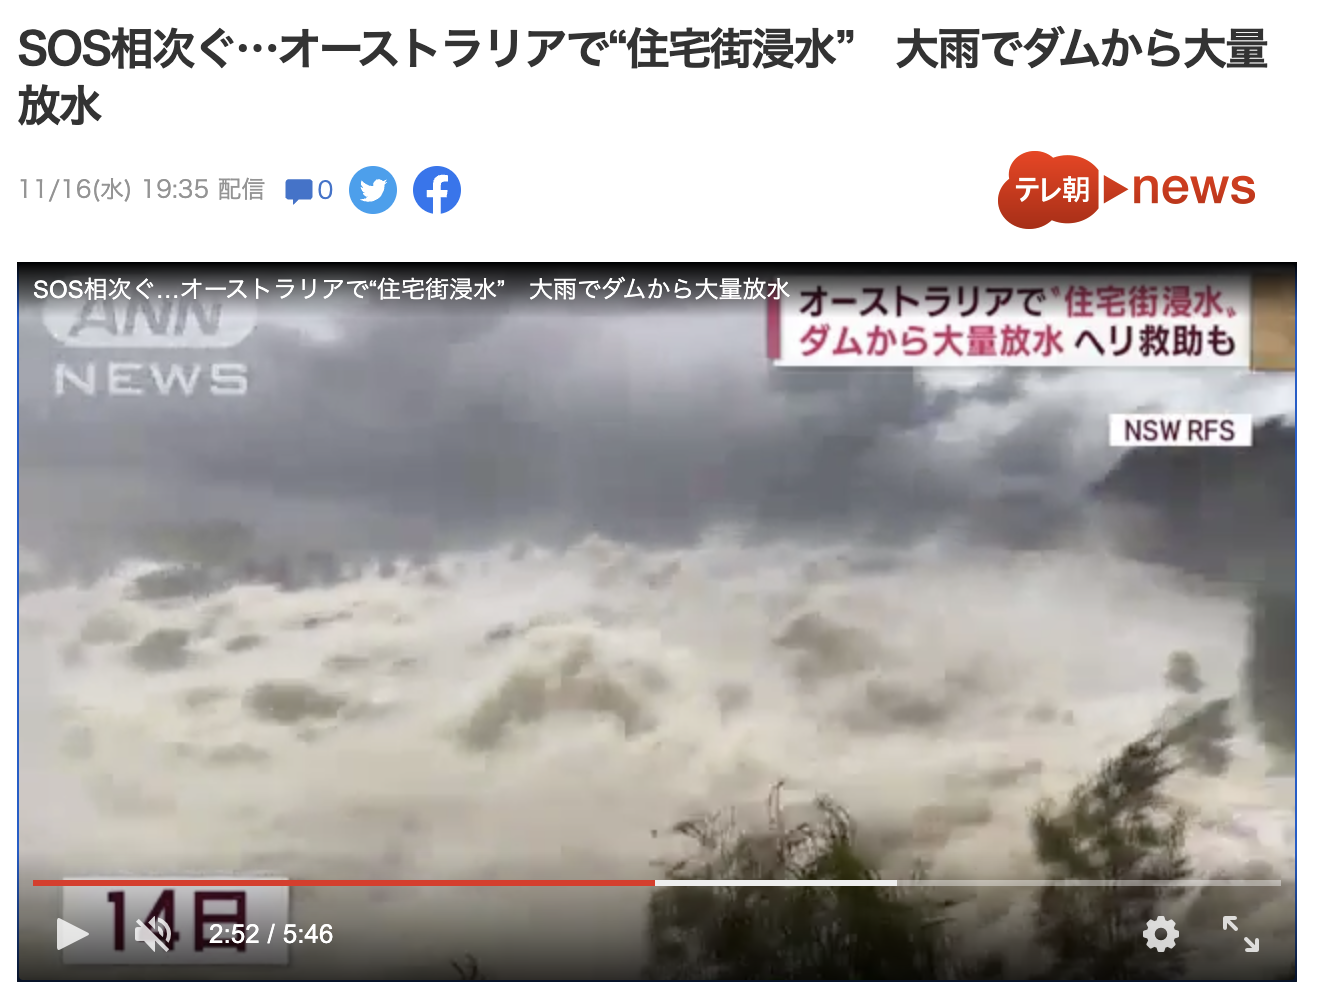 SOS相次ぐ…オーストラリアで“住宅街浸水”　大雨でダムから大量
放水
11/16(水) 19:35 配信
0
テレ朝 news
SOS相次ぐ…オーストラリアで“住宅街浸水”　大雨でダムから大量放水
オーストラリアで〝住宅街浸水〟
ダムから大量放水 ヘリ救助も
ANN
NEWS
NSW RFS
14日
2:52 / 5:46